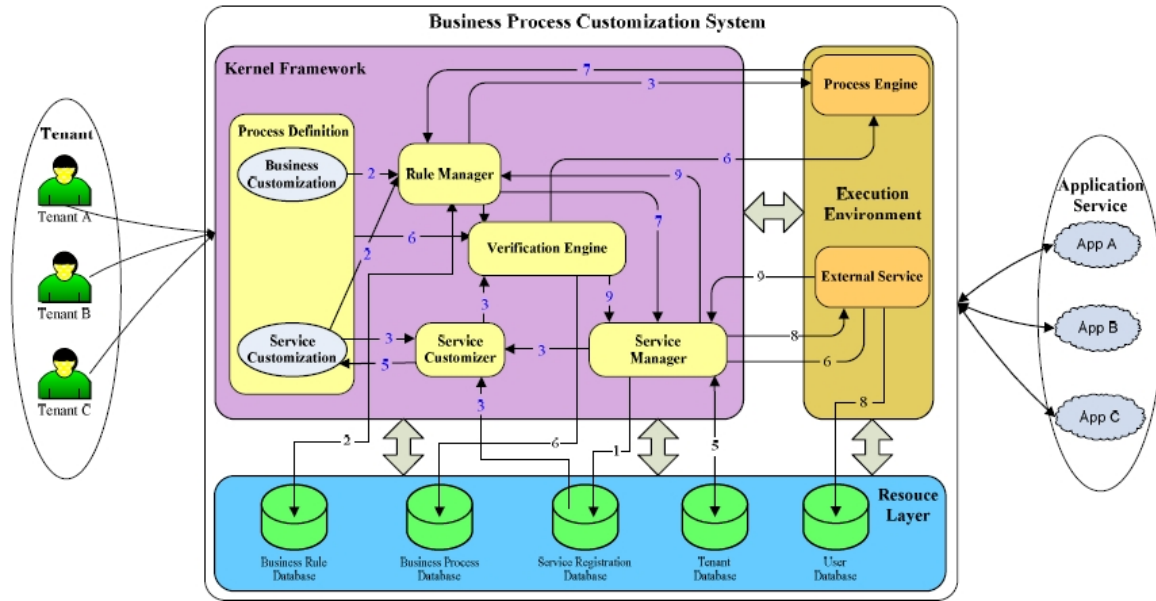 Business Process Customization System
Kernel Framework
7
3
Process Engine
Tenant
Process Definition
Business
Customization
2
Rule Manager
6
9
Tenant A
Execution
Environment
Application
Service
7
6
Verification Engine
2
App A
External Service
9
9
Tenant B
3
App B
Service
Customization
3
Service
Customizer
3
Service
Manager
8
5
6
Tenant C
3
8
App C
2
6
1
5
Resouce
Layer
Business Rule
Database
Business Process
Database
Service Registration
Database
Tenant
Database
User
Database